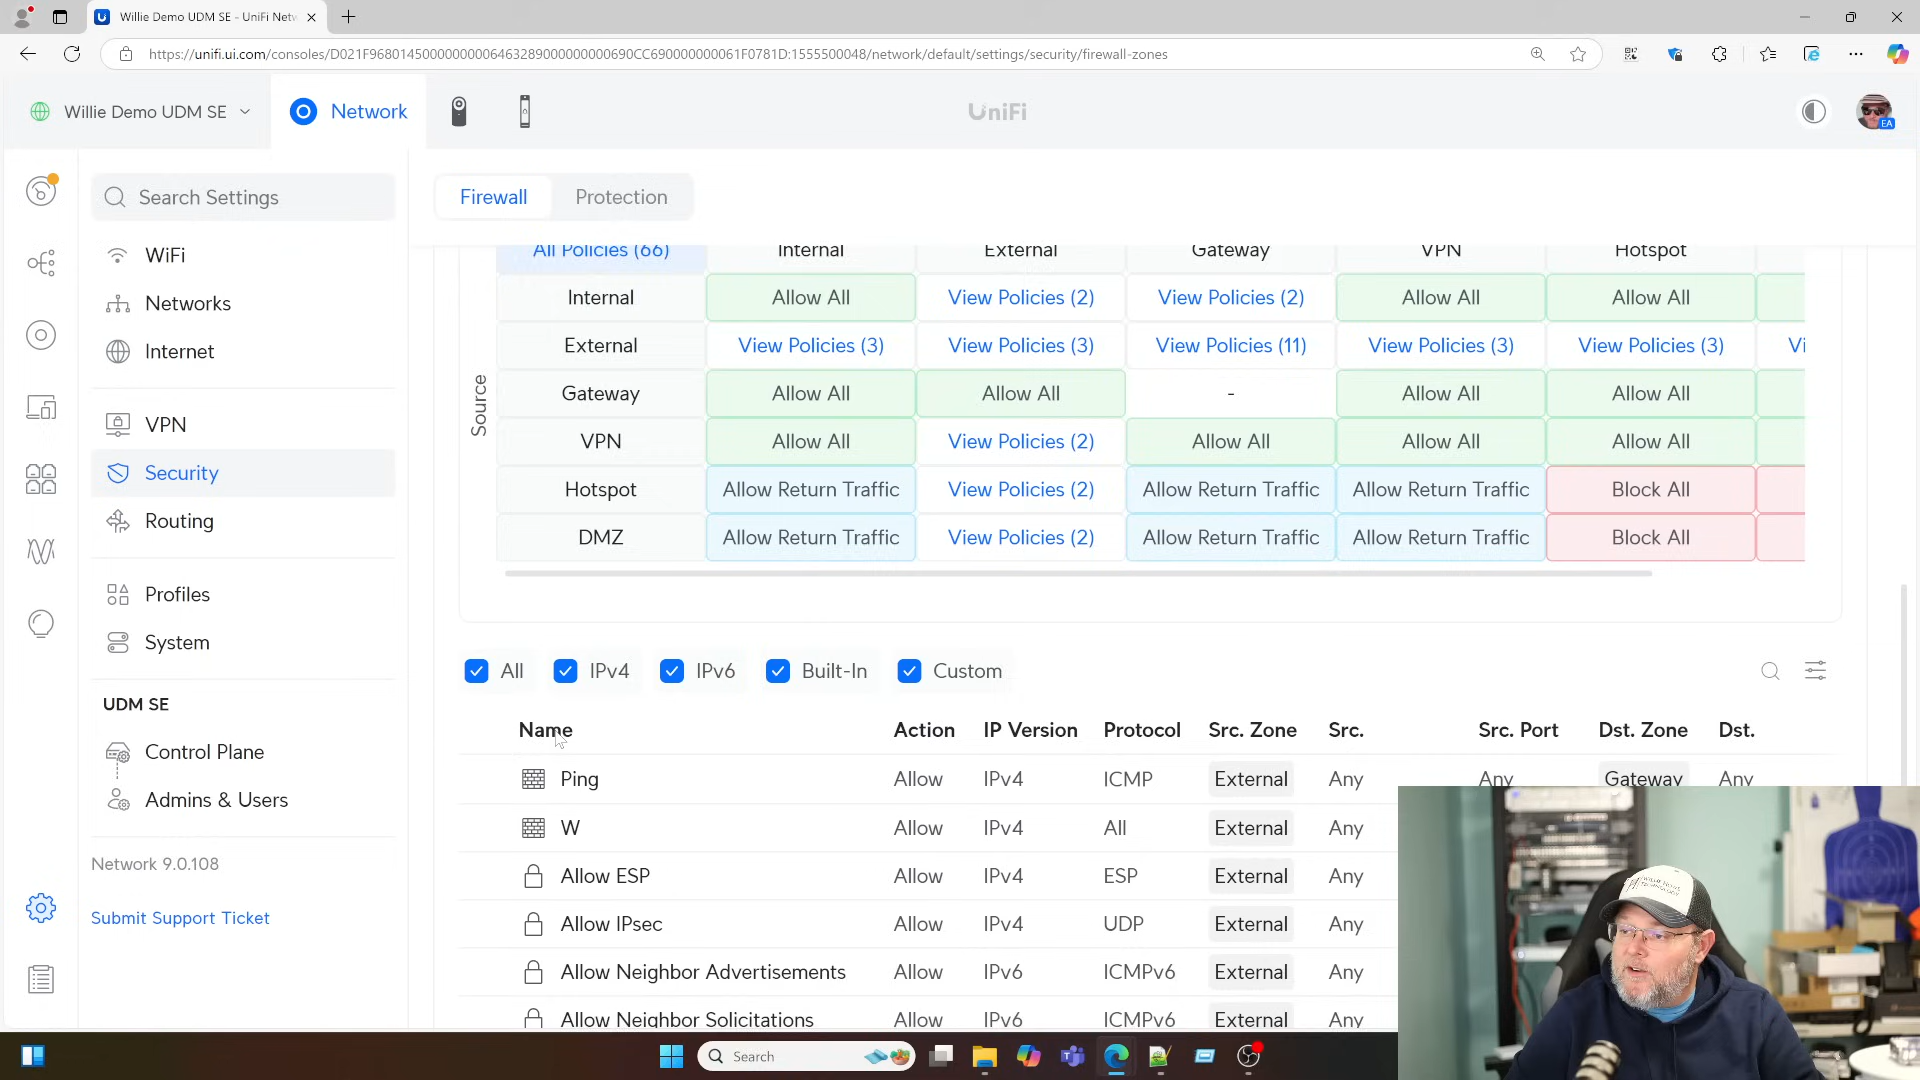 Willie Demo UDM SE - UniFi Netw
https://unifi.ui.com/consoles/D021F96801450000000006463289000000000690CC690000000061F0781D:1555500048/network/default/settings/security/firewall-zones
Willie Demo UDM SE
Network
UniFi
EA
Search Settings
WiFi
Networks
Internet
VPN
Security
Routing
Profiles
System
UDM SE
Control Plane
Admins & Users
Network 9.0.108
Submit Support Ticket
Firewall Protection
All Policies (66) Internal External Gateway VPN Hotspot
Source
Internal Allow All View Policies (2) View Policies (2) Allow All Allow All
External View Policies (3) View Policies (3) View Policies (11) View Policies (3) View Policies (3) Vi
Gateway Allow All Allow All - Allow All Allow All
VPN Allow All View Policies (2) Allow All Allow All Allow All
Hotspot Allow Return Traffic View Policies (2) Allow Return Traffic Allow Return Traffic Block All
DMZ Allow Return Traffic View Policies (2) Allow Return Traffic Allow Return Traffic Block All
All IPv4 IPv6 Built-In Custom
Name Action IP Version Protocol Src. Zone Src. Src. Port Dst. Zone Dst.
Ping Allow IPv4 ICMP External Any Any Gateway Any
W Allow IPv4 All External Any
Allow ESP Allow IPv4 ESP External Any
Allow IPsec Allow IPv4 UDP External Any
Allow Neighbor Advertisements Allow IPv6 ICMPv6 External Any
Allow Neighbor Solicitations Allow IPv6 ICMPv6 External Any
Search